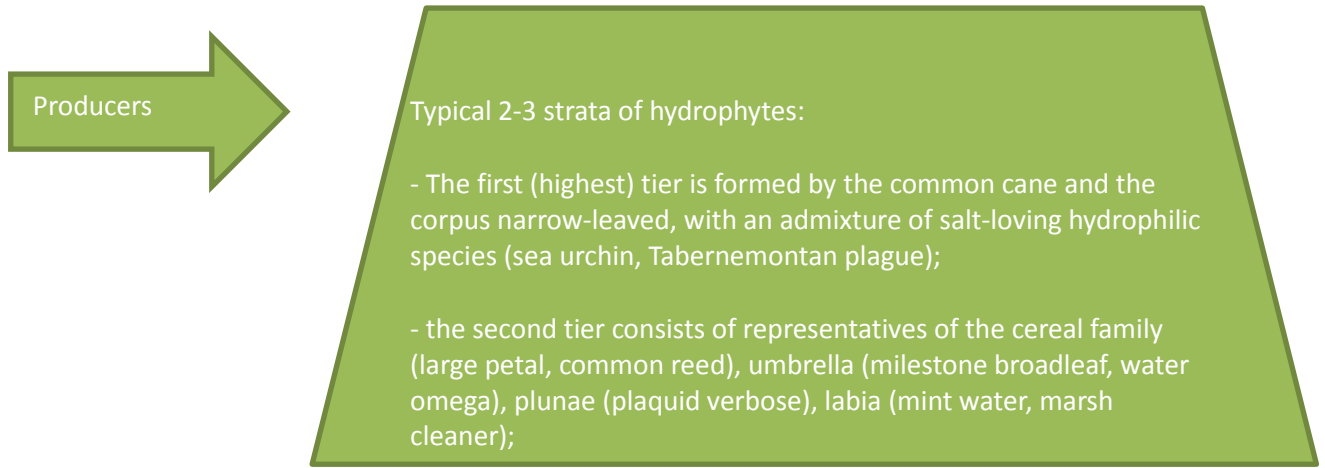 Producers
Typical 2-3 strata of hydrophytes:
- The first (highest) tier is formed by the common cane and the
corpus narrow-leaved, with an admixture of salt-loving hydrophilic
species (sea urchin, Tabernemontan plague);
- the second tier consists of representatives of the cereal family
(large petal, common reed), umbrella (milestone broadleaf, water
omega), plunae (plaquid verbose), labia (mint water, marsh
cleaner);